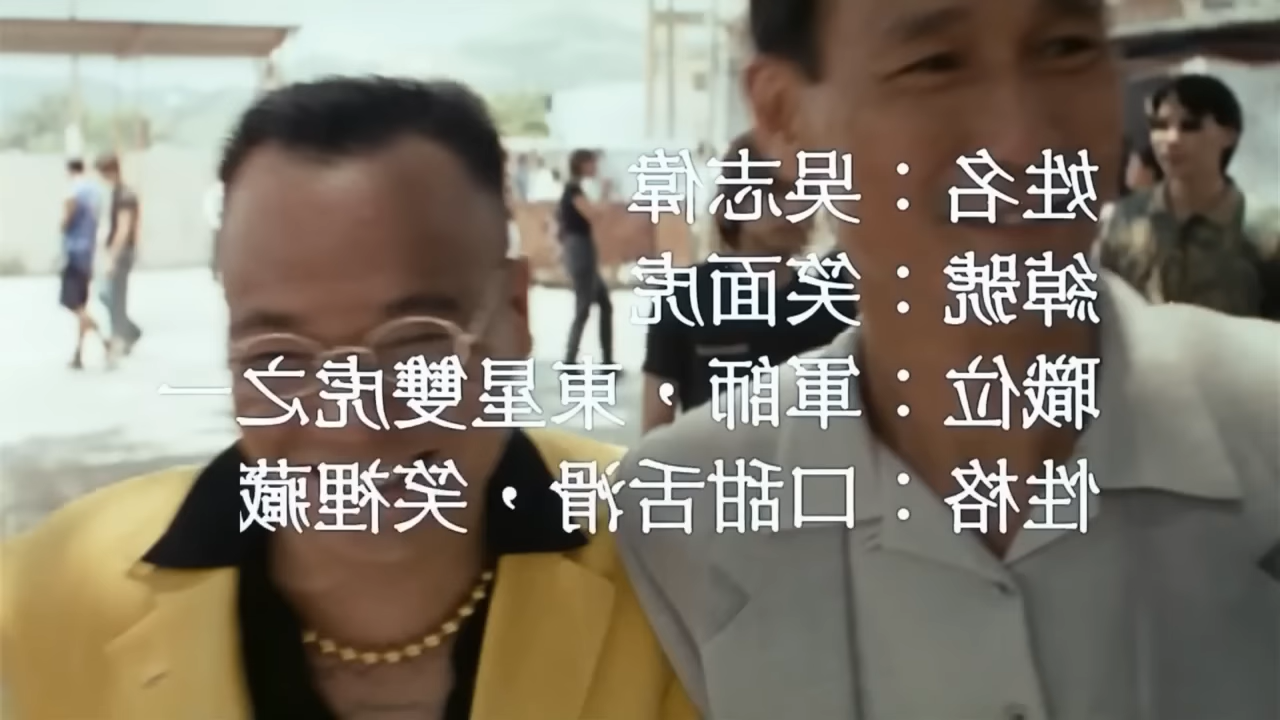 姓名：吳志偉
綽號：笑面虎
職位：軍師，東星雙虎之一
性格：口甜舌滑，笑裡藏